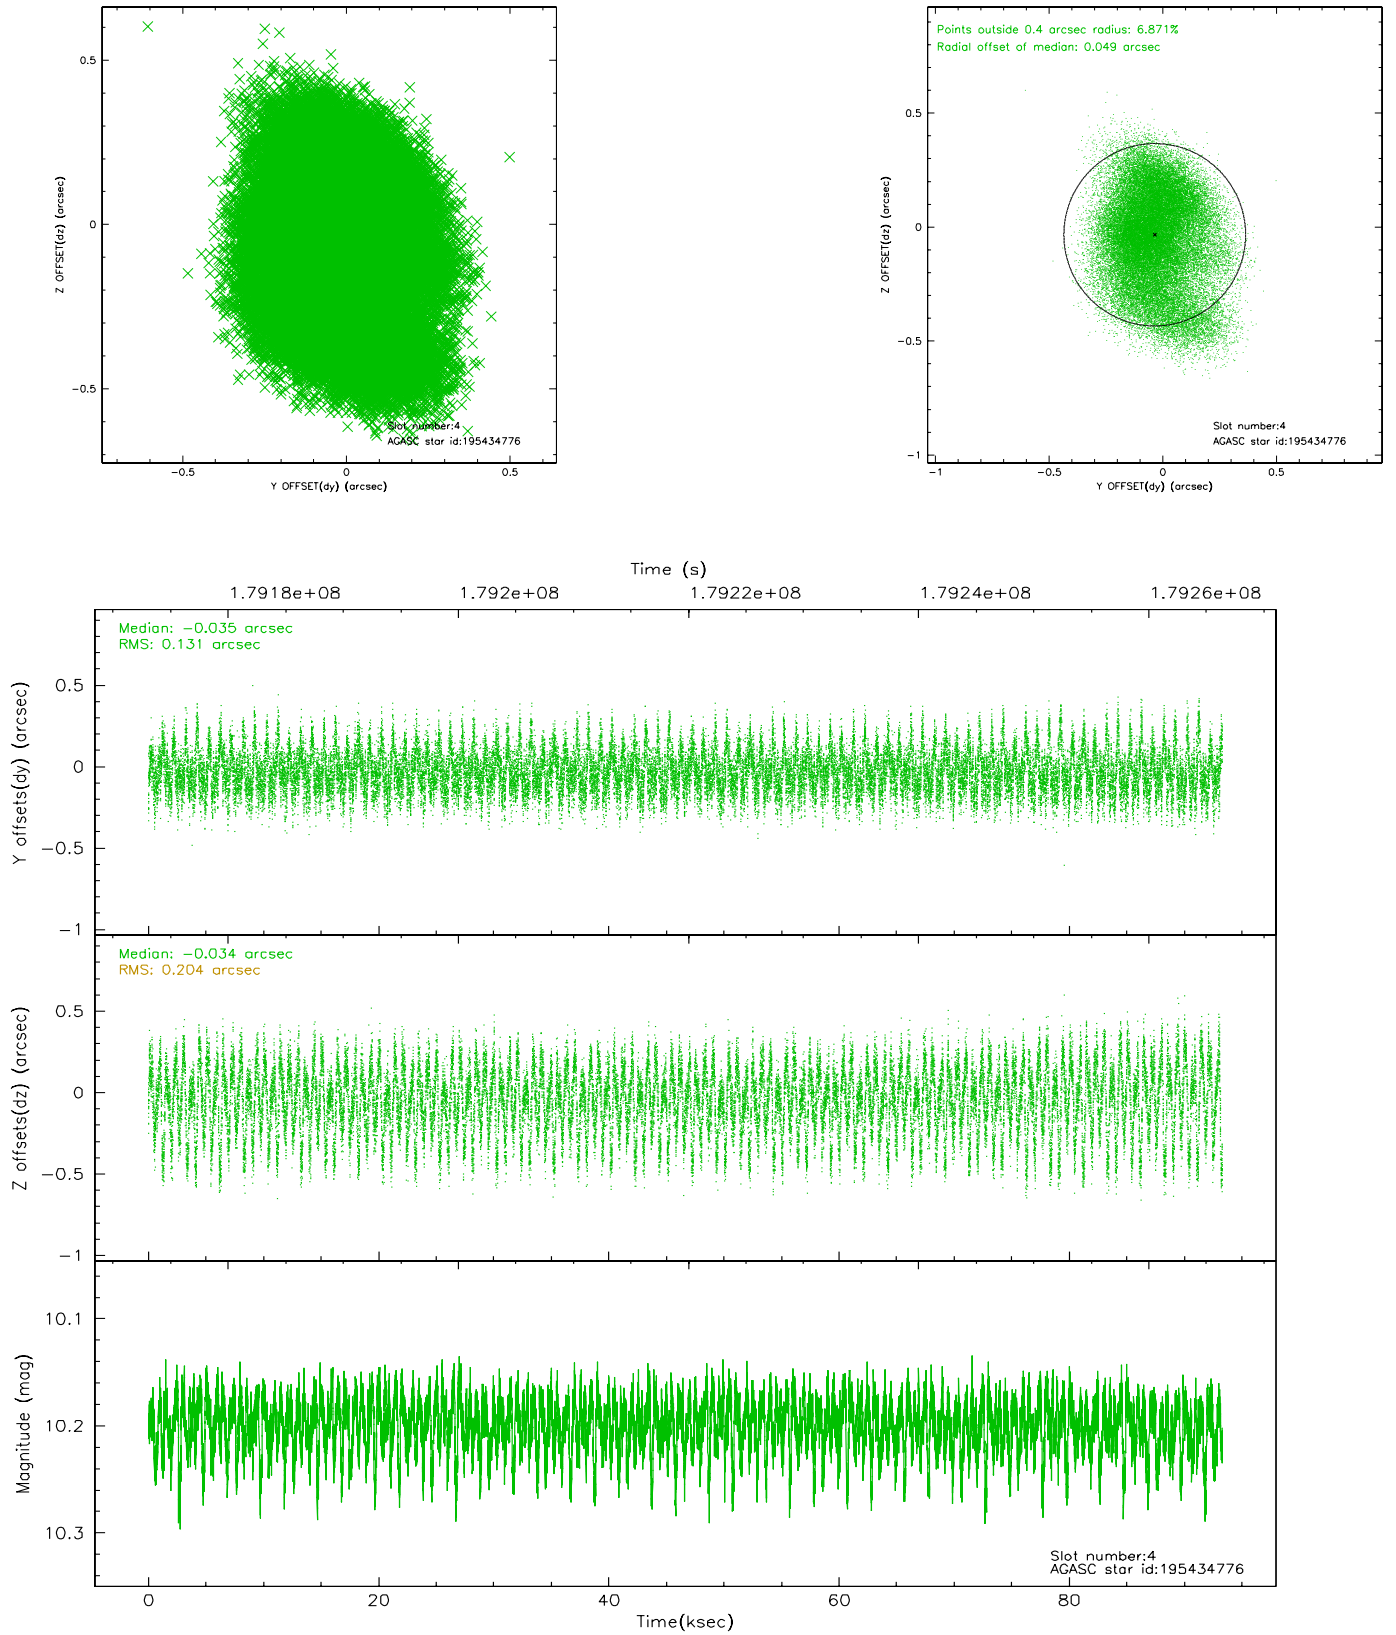 0.5
0
−0.5
Z OFFSET(dz) (arcsec)
Slot number:4
AGASC star id:195434776
−0.5 0 0.5
Y OFFSET(dy) (arcsec)
Points outside 0.4 arcsec radius: 6.871%
Radial offset of median: 0.049 arcsec
0.5
0
−0.5
−1
Z OFFSET(dz) (arcsec)
Slot number:4
AGASC star id:195434776
−1 −0.5 0 0.5
Y OFFSET(dy) (arcsec)
Time (s)
1.7918e+08 1.792e+08 1.7922e+08 1.7924e+08 1.7926e+08
Median: −0.035 arcsec
RMS: 0.131 arcsec
0.5
0
−0.5
−1
Y offsets(dy) (arcsec)
Median: −0.034 arcsec
RMS: 0.204 arcsec
0.5
0
−0.5
−1
Z offsets(dz) (arcsec)
10.1
10.2
10.3
Magnitude (mag)
Slot number:4
AGASC star id:195434776
0 20 40 60 80
Time(ksec)